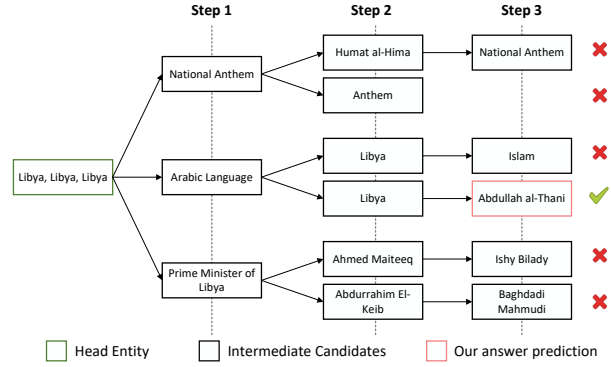 Step 1
Step 2
Step 3
Humat al-Hima
National Anthem
National Anthem
Anthem
Libya
Islam
Libya, Libya, Libya
Arabic Language
Libya
Abdullah al-Thani
Ahmed Maiteeq
Ishy Bilady
Prime Minister of
Libya
Abdurrahim El-
Keib
Baghdadi
Mahmudi
Head Entity
Intermediate Candidates
Our answer prediction